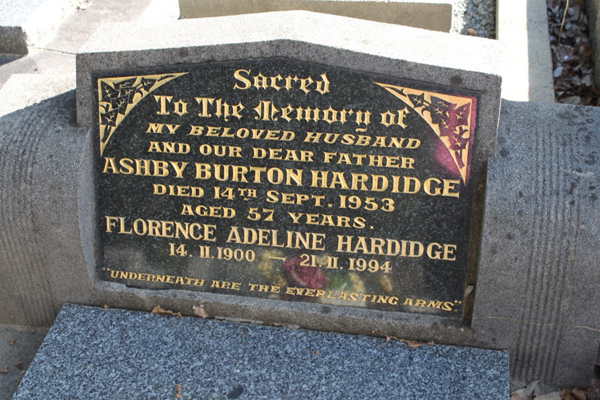 Sacred
To The Memory of
MY BELOVED HUSBAND
AND OUR DEAR FATHER
ASHBY BURTON HARDIDGE
DIED 14TH SEPT. 1953
AGED 57 YEARS.
FLORENCE ADELINE HARDIDGE
14.11.1900 — 21.11.1994
"UNDERNEATH ARE THE EVERLASTING ARMS"